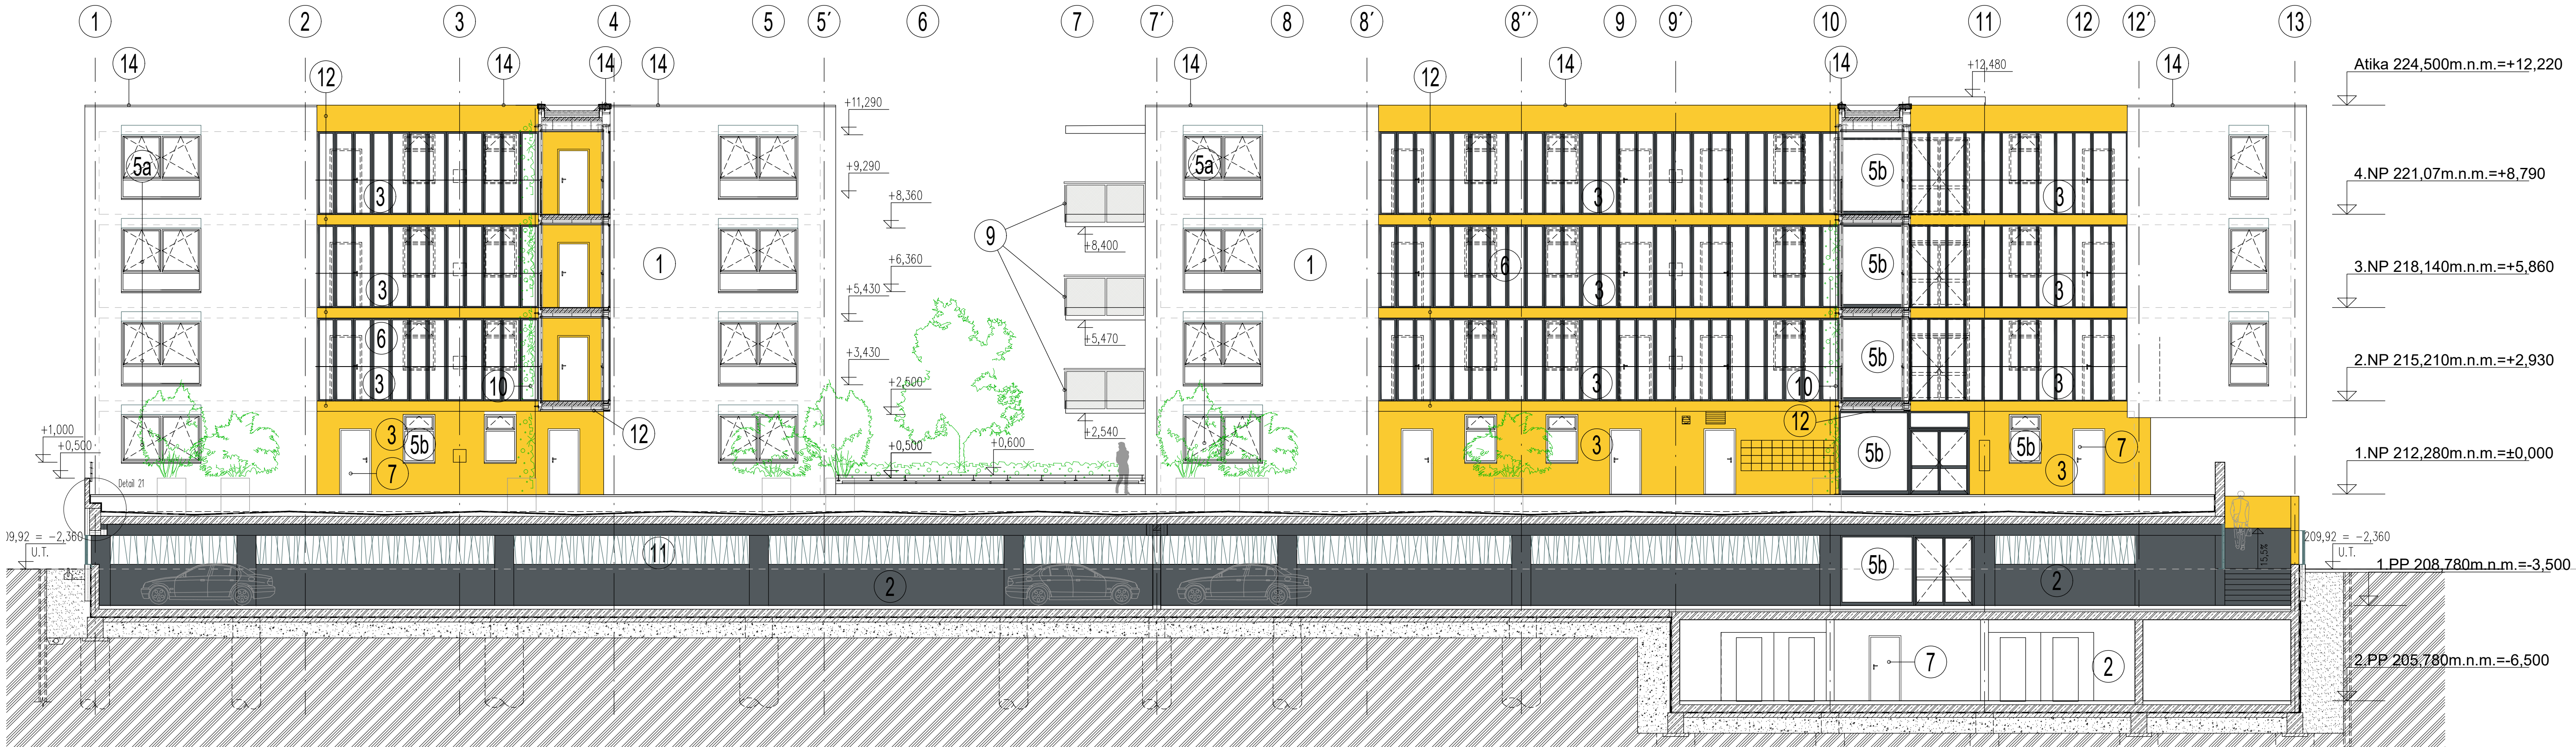 1 2 3 4 5 5´ 6 7 7´ 8 8´ 8´´ 9 9´ 10 11 12 12´ 13
14 14 14 14 14 14 14 14
12 12 +12,480
Atika 224,500m.n.m.=+12,220
+11,290
5a 5a 5b
+9,290
4.NP 221,07m.n.m.=+8,790
3 3 3
+8,360
9 +8,400
1 1 6 5b
+6,360
3.NP 218,140m.n.m.=+5,860
3 3 3
+5,430
+5,470
6 5b
+3,430
2.NP 215,210m.n.m.=+2,930
3 10 3 10 3
+2,500
12 12
+2,540
+1,000
+0,500
3 5b 3 5b 5b
7 3 7
+0,500 +0,600
1.NP 212,280m.n.m.=±0,000
Detail 21
09,92 = -2,360
U.T.
11
15,5%
209,92 = -2,360
U.T.
5b
1.PP 208,780m.n.m.=-3,500
2 2
7 2
2.PP 205,780m.n.m.=-6,500